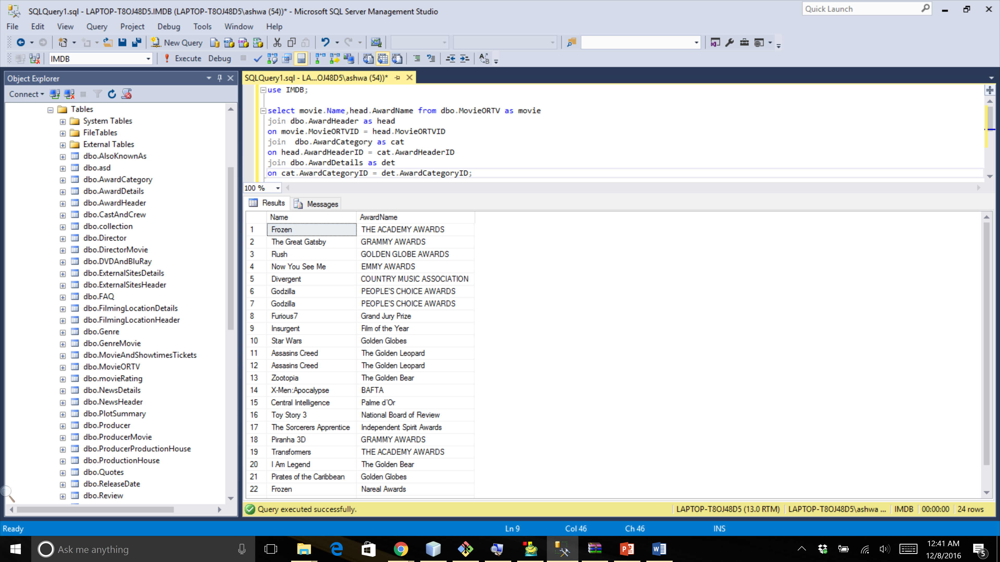 SQLQuery1.sql - LAPTOP-T8OJ48D5.IMDB (LAPTOP-T8OJ48D5\ashwa (54))* - Microsoft SQL Server Management Studio
Quick Launch
File Edit View Query Project Debug Tools Window Help
New Query
IMDB
Execute Debug
Object Explorer
Connect
Tables
System Tables
FileTables
External Tables
dbo.AlsoKnownAs
dbo.asd
dbo.AwardCategory
dbo.AwardDetails
dbo.AwardHeader
dbo.CastAndCrew
dbo.collection
dbo.Director
dbo.DirectorMovie
dbo.DVDAndBluRay
dbo.ExternalSitesDetails
dbo.ExternalSitesHeader
dbo.FAQ
dbo.FilmingLocationDetails
dbo.FilmingLocationHeader
dbo.Genre
dbo.GenreMovie
dbo.MovieAndShowtimesTickets
dbo.MovieORTV
dbo.movieRating
dbo.NewsDetails
dbo.NewsHeader
dbo.PlotSummary
dbo.Producer
dbo.ProducerMovie
dbo.ProducerProductionHouse
dbo.ProductionHouse
dbo.Quotes
dbo.ReleaseDate
dbo.Review
SQLQuery1.sql - LA...OJ48D5\ashwa (54))*
use IMDB;
select movie.Name,head.AwardName from dbo.MovieORTV as movie
join dbo.AwardHeader as head
on movie.MovieORTVID = head.MovieORTVID
join  dbo.AwardCategory as cat
on head.AwardHeaderID = cat.AwardHeaderID
join dbo.AwardDetails as det
on cat.AwardCategoryID = det.AwardCategoryID;
100 %
Results Messages
Name AwardName
1 Frozen THE ACADEMY AWARDS
2 The Great Gatsby GRAMMY AWARDS
3 Rush GOLDEN GLOBE AWARDS
4 Now You See Me EMMY AWARDS
5 Divergent COUNTRY MUSIC ASSOCIATION
6 Godzilla PEOPLE'S CHOICE AWARDS
7 Godzilla PEOPLE'S CHOICE AWARDS
8 Furious7 Grand Jury Prize
9 Insurgent Film of the Year
10 Star Wars Golden Globes
11 Assasins Creed The Golden Leopard
12 Assasins Creed The Golden Leopard
13 Zootopia The Golden Bear
14 X-Men:Apocalypse BAFTA
15 Central Intelligence Palme d'Or
16 Toy Story 3 National Board of Review
17 The Sorcerers Apprentice Independent Spirit Awards
18 Piranha 3D GRAMMY AWARDS
19 Transformers THE ACADEMY AWARDS
20 I Am Legend The Golden Bear
21 Pirates of the Caribbean Golden Globes
22 Frozen Nareal Awards
Query executed successfully.
LAPTOP-T8OJ48D5 (13.0 RTM) LAPTOP-T8OJ48D5\ashwa ... IMDB 00:00:00 24 rows
Ready Ln 9 Col 46 Ch 46 INS
Ask me anything
12:41 AM
12/8/2016
5